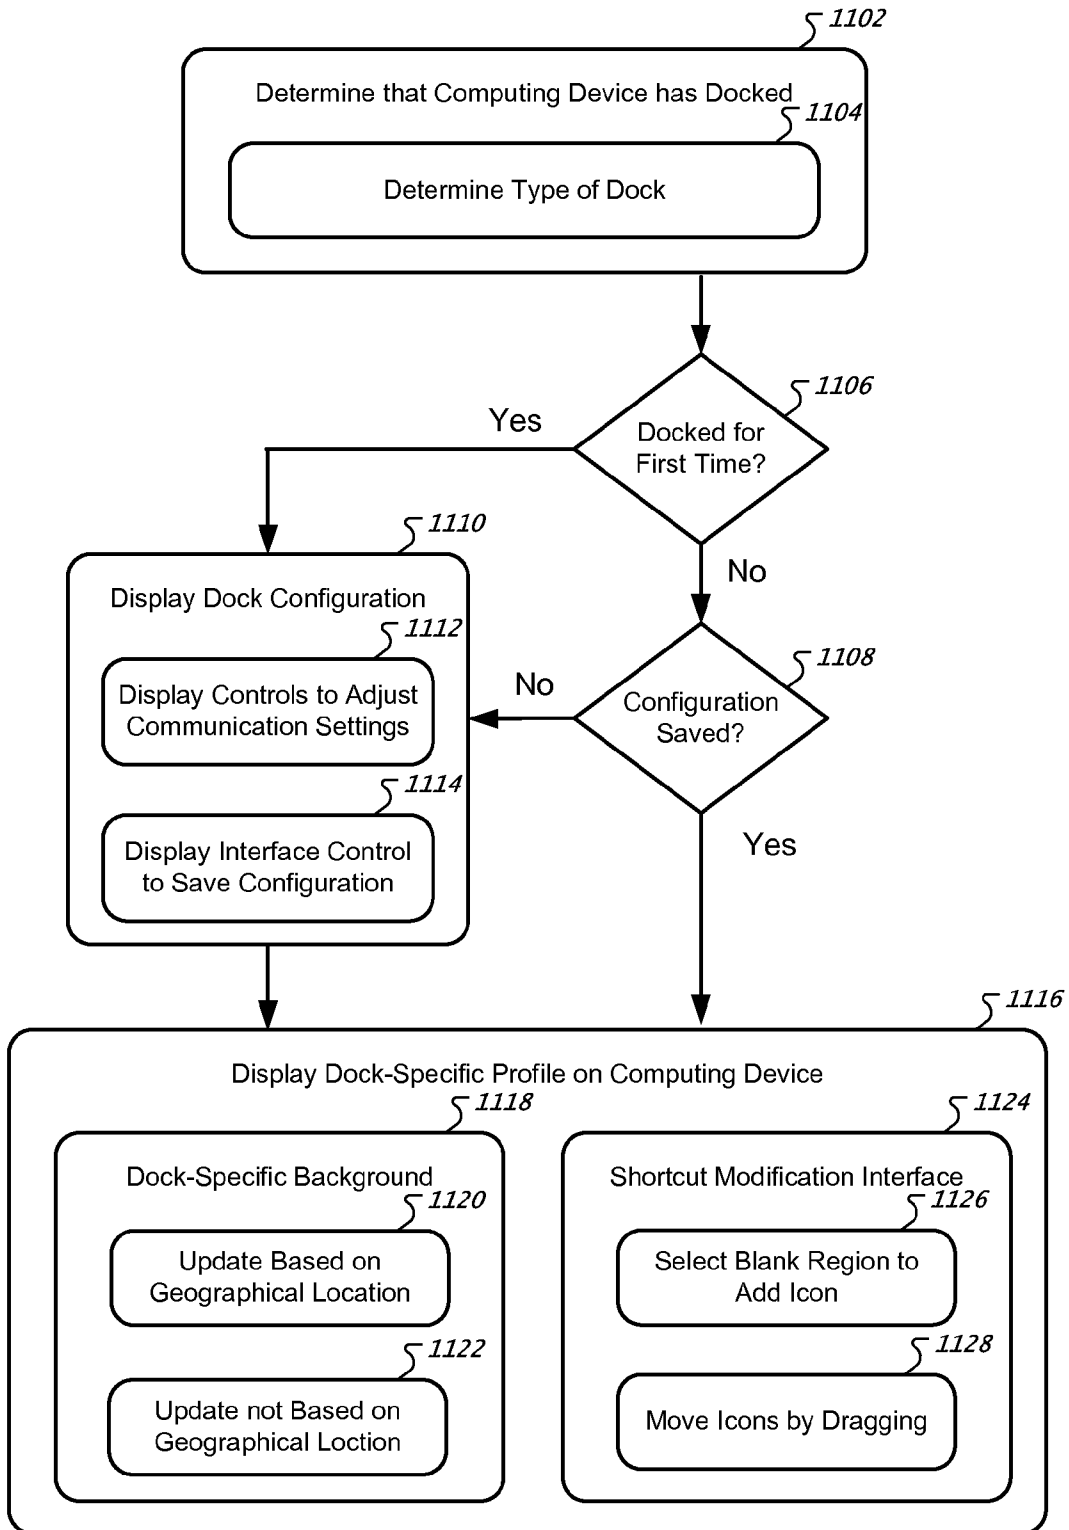 1102
Determine that Computing Device has Docked
1104
Determine Type of Dock
1106
Docked for
First Time?
Yes
No
1110
Display Dock Configuration
1112
Display Controls to Adjust
Communication Settings
1114
Display Interface Control
to Save Configuration
1108
Configuration
Saved?
No
Yes
1116
Display Dock-Specific Profile on Computing Device
1118
Dock-Specific Background
1120
Update Based on
Geographical Location
1122
Update not Based on
Geographical Loction
1124
Shortcut Modification Interface
1126
Select Blank Region to
Add Icon
1128
Move Icons by Dragging